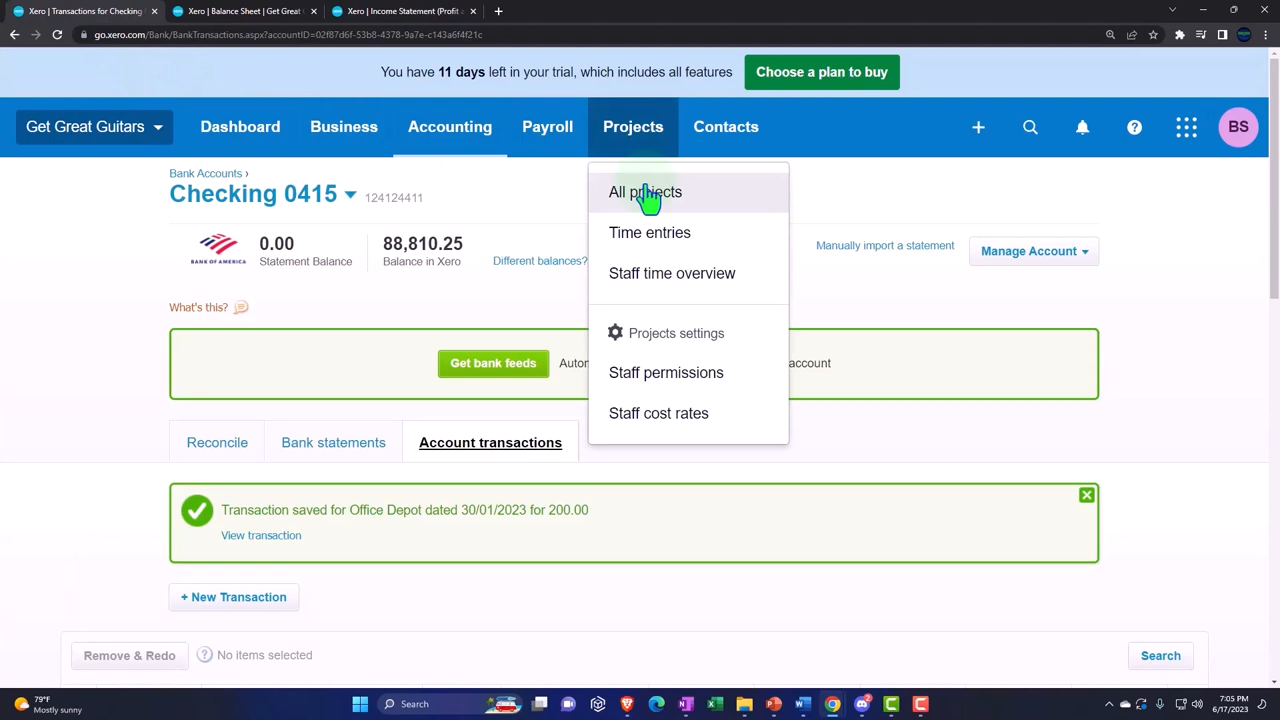 Xero | Transactions for Checking
Xero | Balance Sheet | Get Great
Xero | Income Statement (Profit a
go.xero.com/Bank/BankTransactions.aspx?accountID=02f87d6f-53b8-4378-9a7e-c143a6f4f21c
You have 11 days left in your trial, which includes all features
Choose a plan to buy
Get Great Guitars
Dashboard
Business
Accounting
Payroll
Projects
Contacts
BS
All projects
Time entries
Staff time overview
Projects settings
Staff permissions
Staff cost rates
Bank Accounts ›
Checking 0415
124124411
0.00
Statement Balance
88,810.25
Balance in Xero
Different balances?
Manually import a statement
Manage Account
What's this?
Get bank feeds
account
Reconcile
Bank statements
Account transactions
Transaction saved for Office Depot dated 30/01/2023 for 200.00
View transaction
+ New Transaction
Remove & Redo
No items selected
Search
79°F
Mostly sunny
Search
7:05 PM
6/17/2023